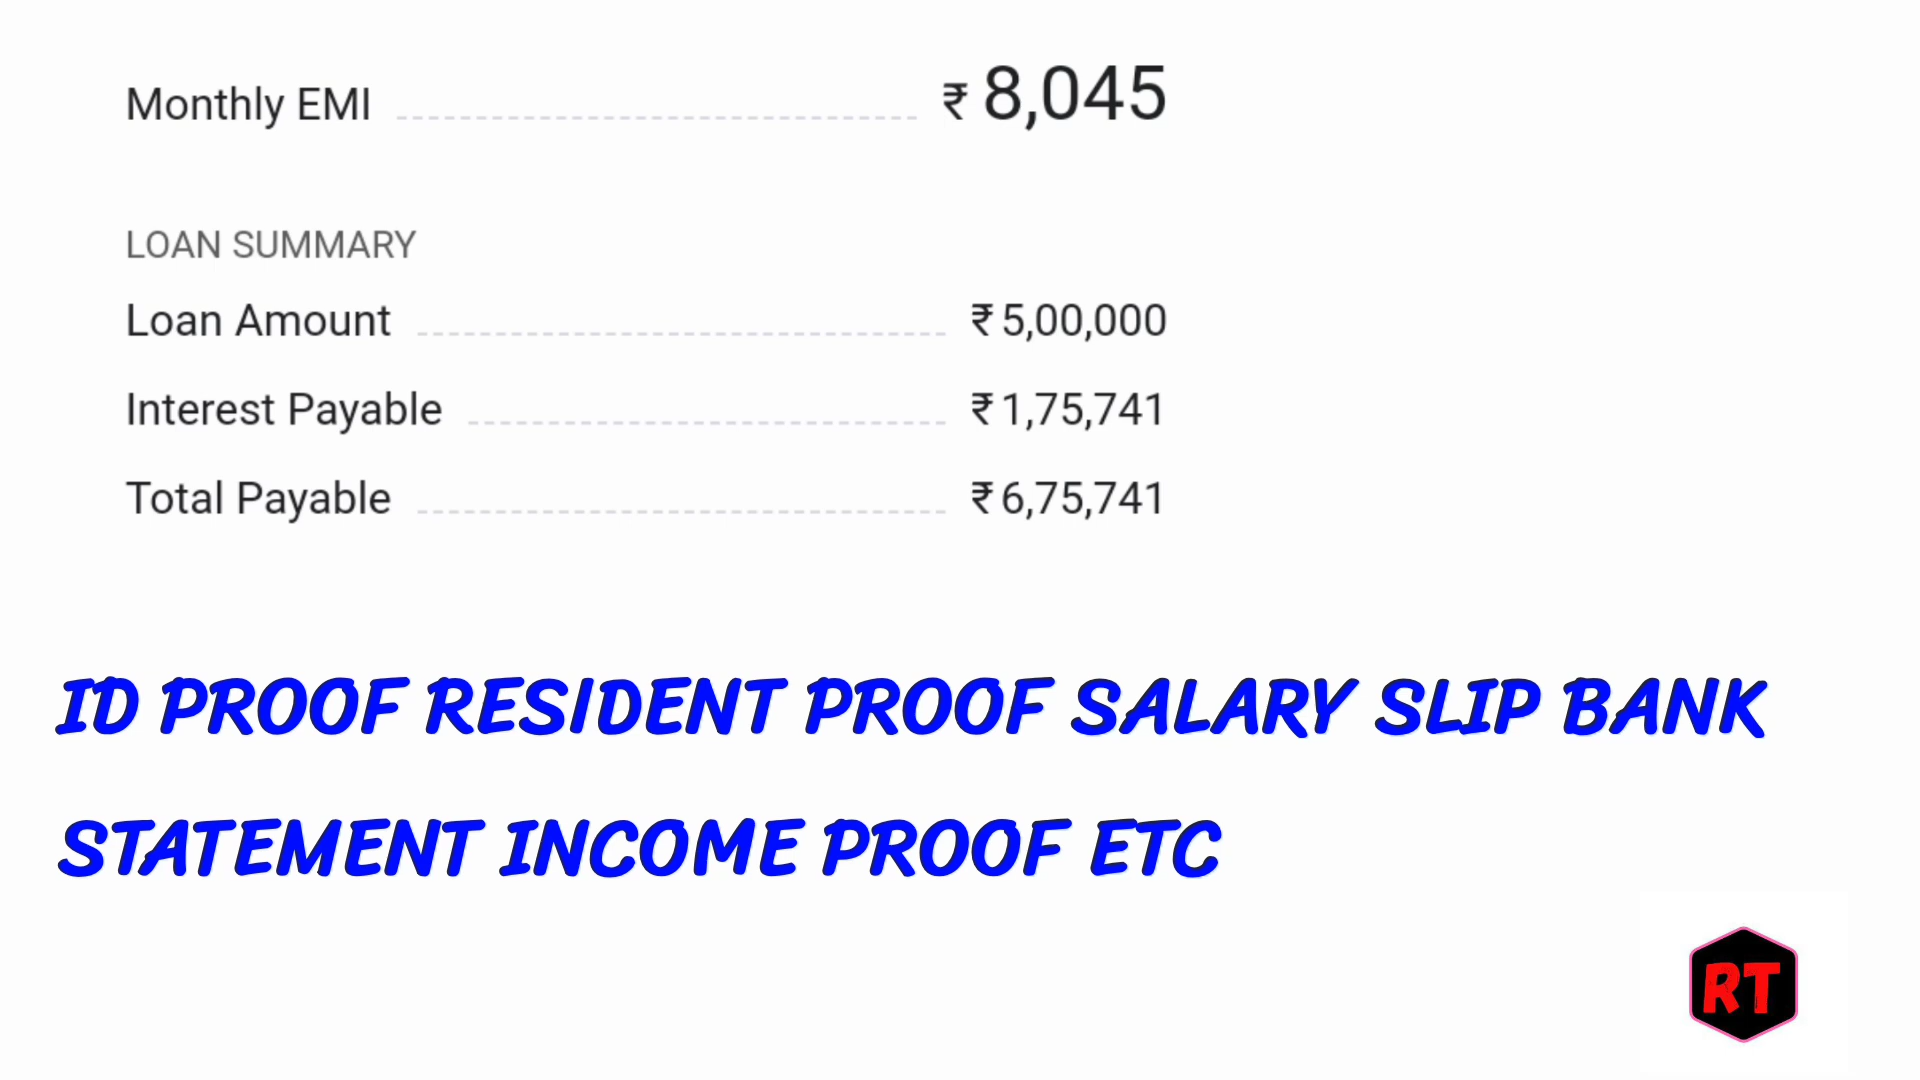 Monthly EMI ₹ 8,045
LOAN SUMMARY
Loan Amount ₹ 5,00,000
Interest Payable ₹ 1,75,741
Total Payable ₹ 6,75,741
ID PROOF RESIDENT PROOF SALARY SLIP BANK
STATEMENT INCOME PROOF ETC
RT